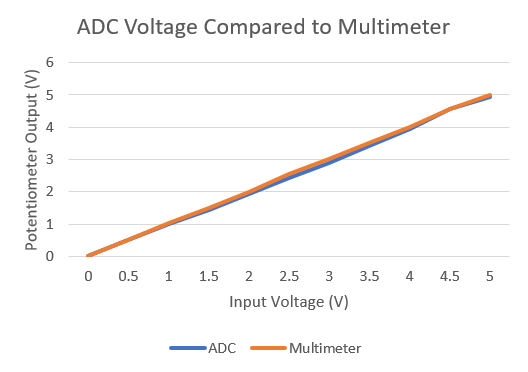 ADC Voltage Compared to Multimeter
Potentiometer Output (V)
6
5
4
3
2
1
0
0 0.5 1 1.5 2 2.5 3 3.5 4 4.5 5
Input Voltage (V)
ADC Multimeter